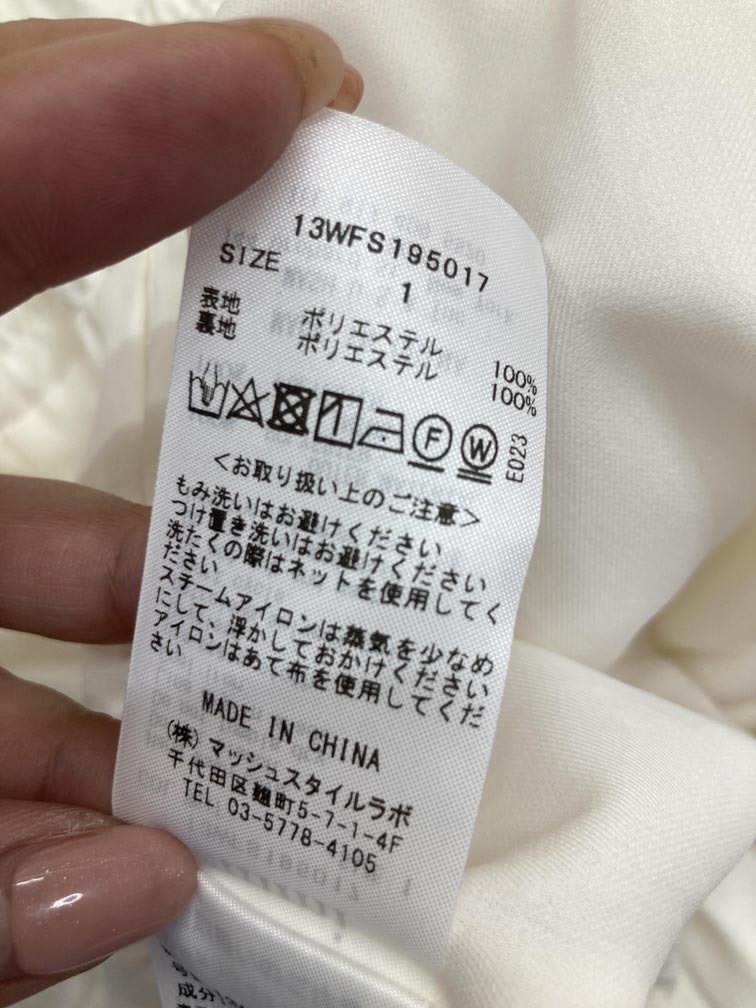 13WFS195017
SIZE 1
表地 ポリエステル 100%
裏地 ポリエステル 100%
F W E023
<お取り扱い上のご注意>
もみ洗いはお避けください
つけ置き洗いはお避けください
洗たくの際はネットを使用してく
ださい
スチームアイロンは蒸気を少なめ
にして、浮かしておかけください
アイロンはあて布を使用してくだ
さい
MADE IN CHINA
(株)マッシュスタイルラボ
千代田区麹町5-7-1-4F
TEL 03-5778-4105
成分